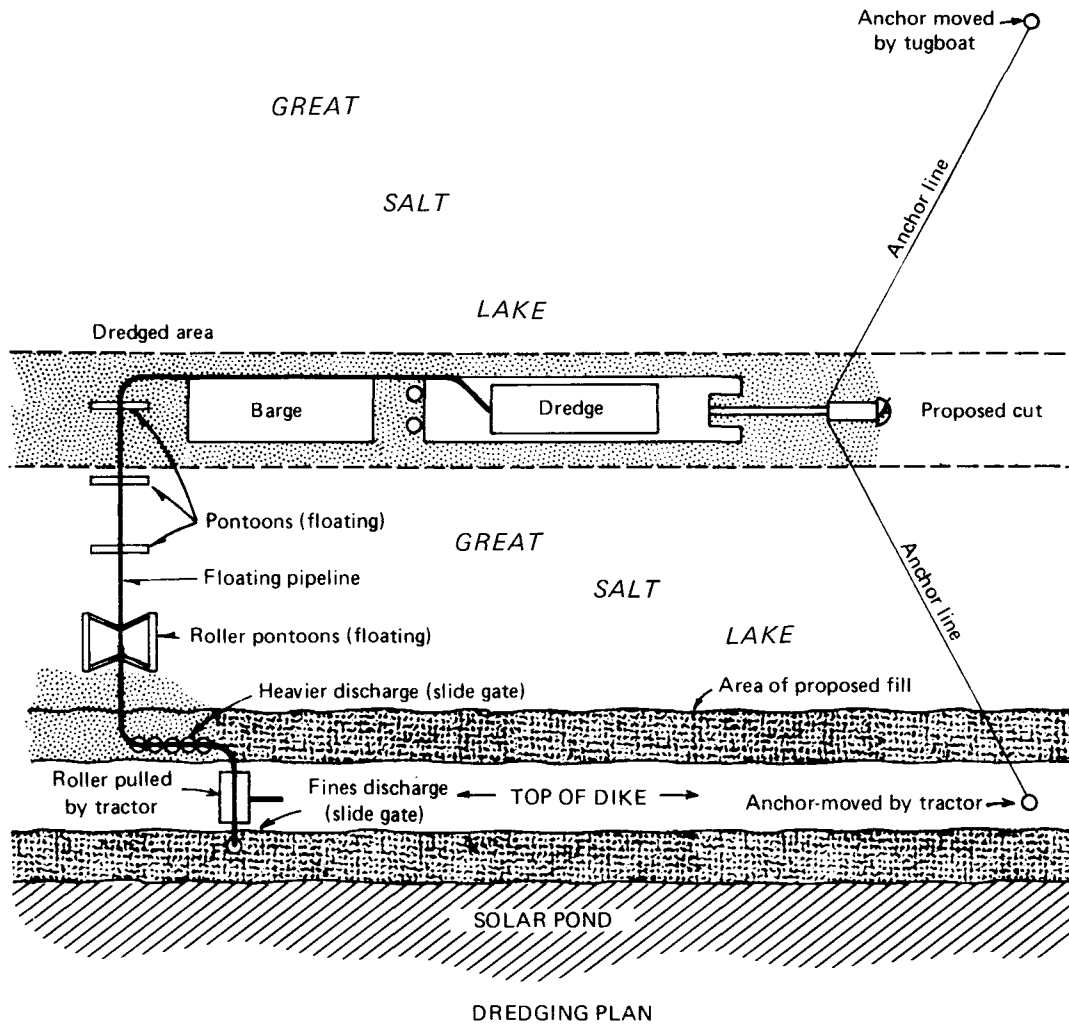 Anchor moved
by tugboat
GREAT
SALT
LAKE
Anchor line
Dredged area
Barge
Dredge
Proposed cut
Pontoons (floating)
GREAT
SALT
LAKE
Anchor line
Floating pipeline
Roller pontoons (floating)
Heavier discharge (slide gate)
Area of proposed fill
Roller pulled
by tractor
Fines discharge
(slide gate)
TOP OF DIKE
Anchor-moved by tractor
SOLAR POND
DREDGING PLAN